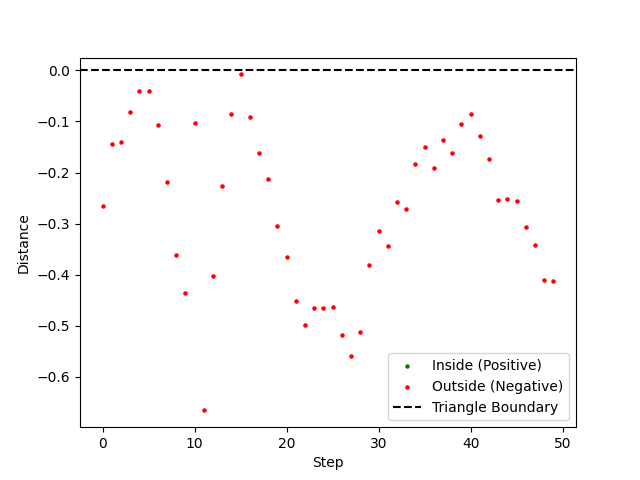 0.0
−0.1
−0.2
−0.3
−0.4
−0.5
−0.6
Distance
0
10
20
30
40
50
Step
Inside (Positive)
Outside (Negative)
Triangle Boundary